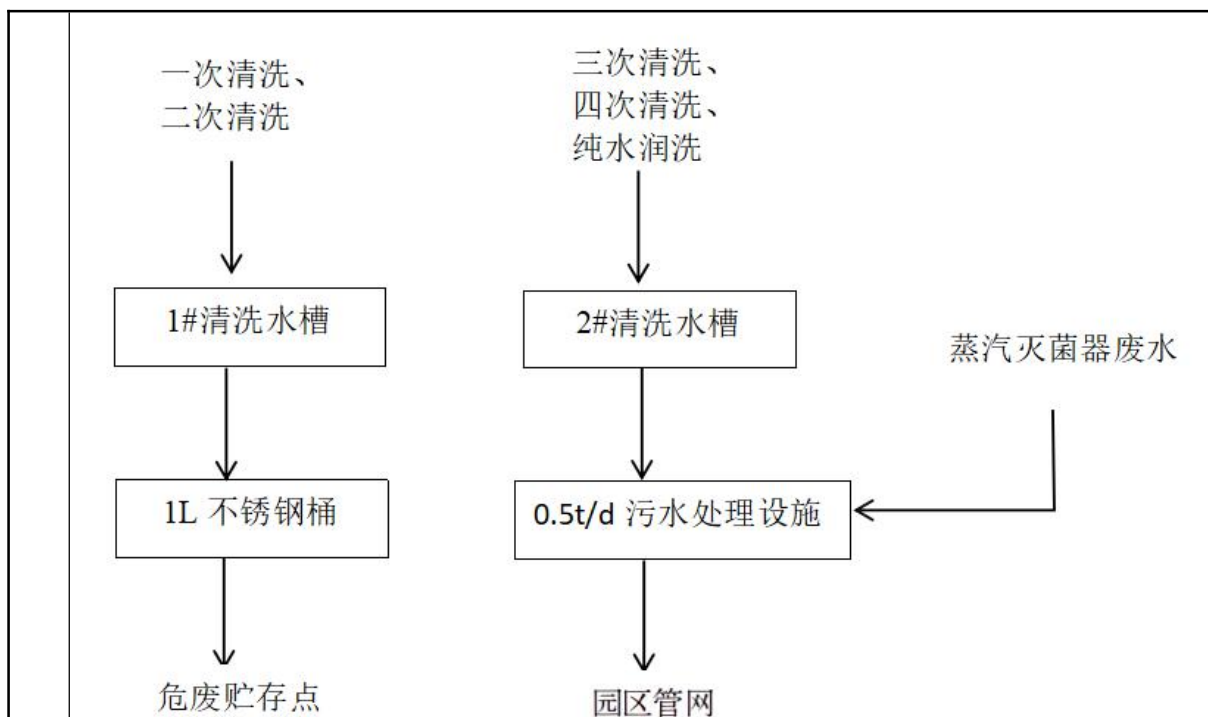 一次清洗、
二次清洗
三次清洗、
四次清洗、
纯水润洗
1#清洗水槽
2#清洗水槽
蒸汽灭菌器废水
1L 不锈钢桶
0.5t/d 污水处理设施
危废贮存点
园区管网